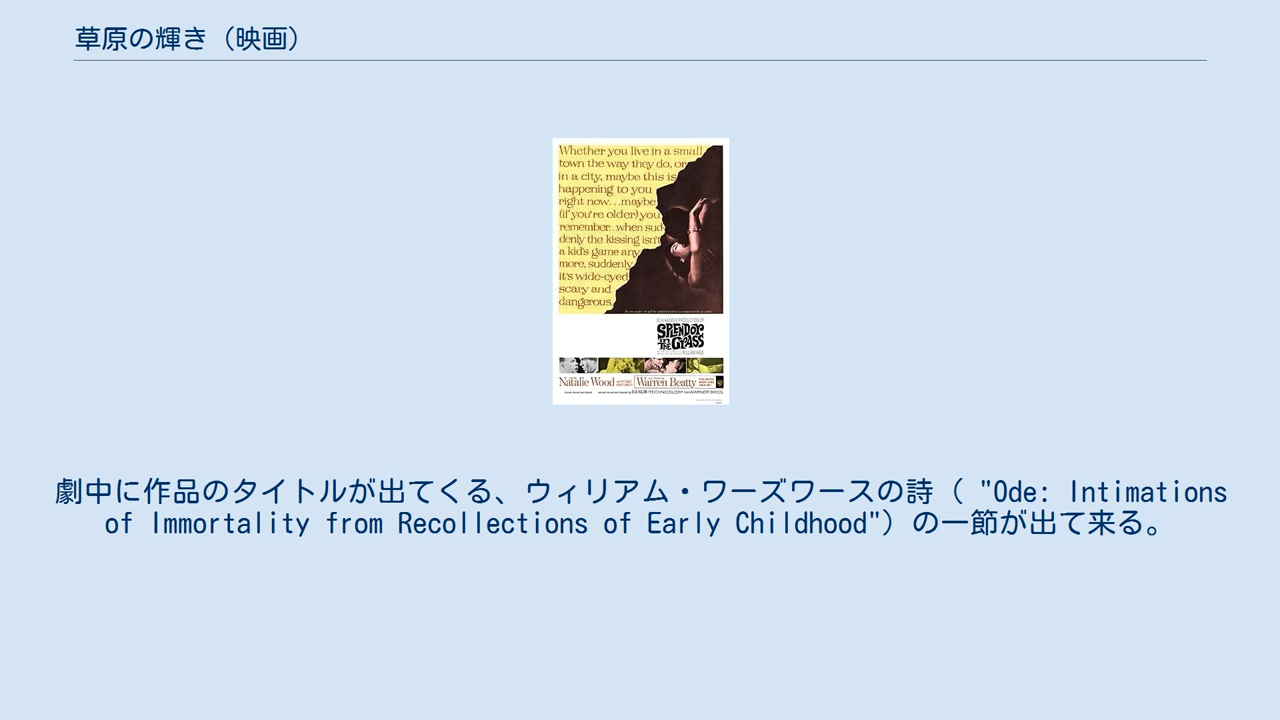 草原の輝き（映画）
Whether you live in a small
town the way they do, or
in a city, maybe this is
happening to you
right now...maybe
(if you're older) you
remember...when sud
denly the kissing isn't
a kid's game any
more, suddenly
it's wide-eyed
scary and
dangerous.
SPLENDOR
IN THE GRASS
Natalie Wood
Warren Beatty
劇中に作品のタイトルが出てくる、ウィリアム・ワーズワースの詩（ "Ode: Intimations
of Immortality from Recollections of Early Childhood"）の一節が出て来る。